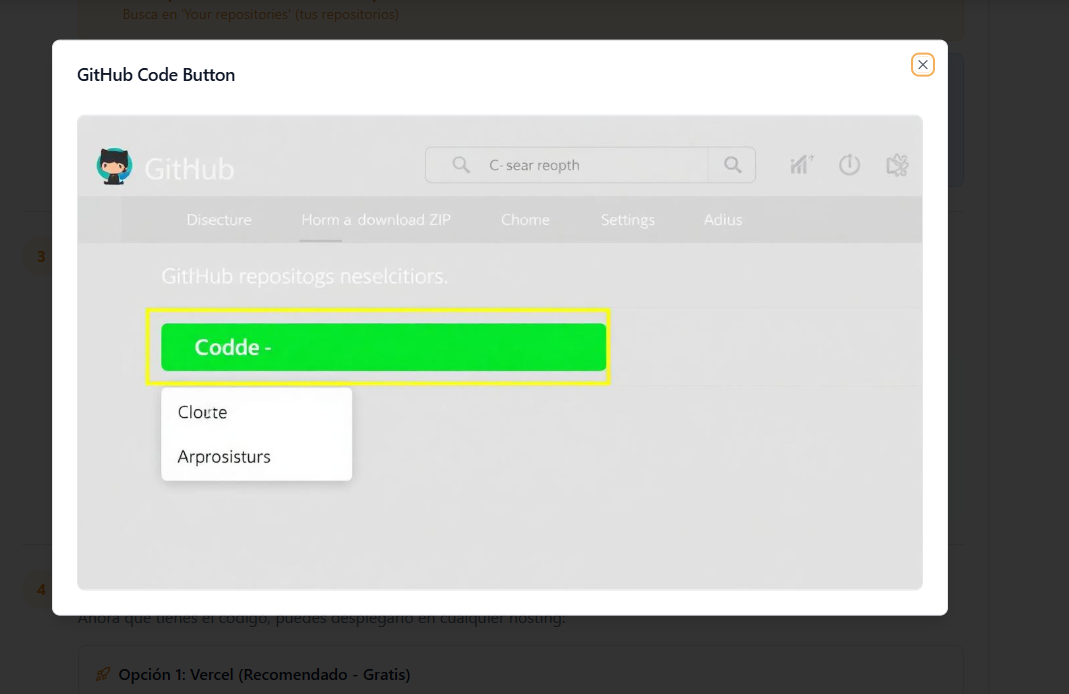 Busca en 'Your repositories' (tus repositorios)
GitHub Code Button
GitHub
C- sear reopth
Disecture Horm a download ZIP Chome Settings Adius
GitHub repositogs neselcitiors.
3
Codde -
Cloute
Arprosisturs
4
Ahora que tienes el código, puedes desplegarlo en cualquier hosting:
Opción 1: Vercel (Recomendado - Gratis)